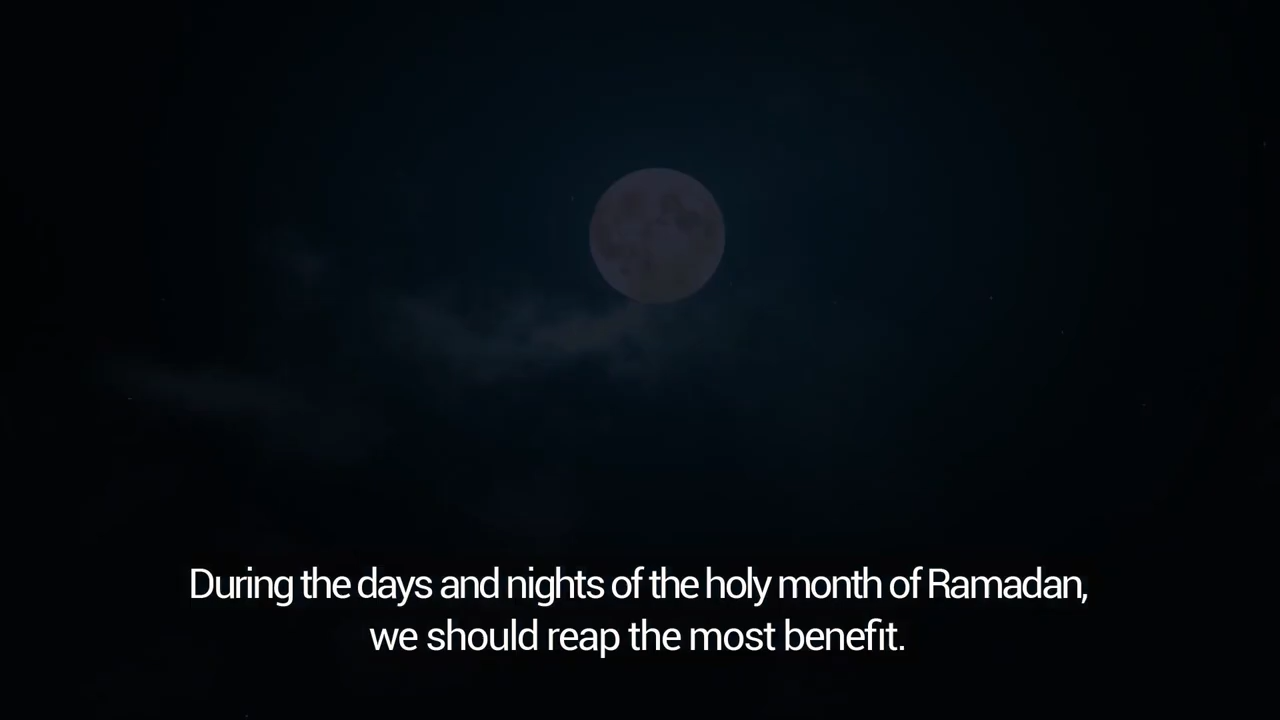 During the days and nights of the holy month of Ramadan,
we should reap the most benefit.